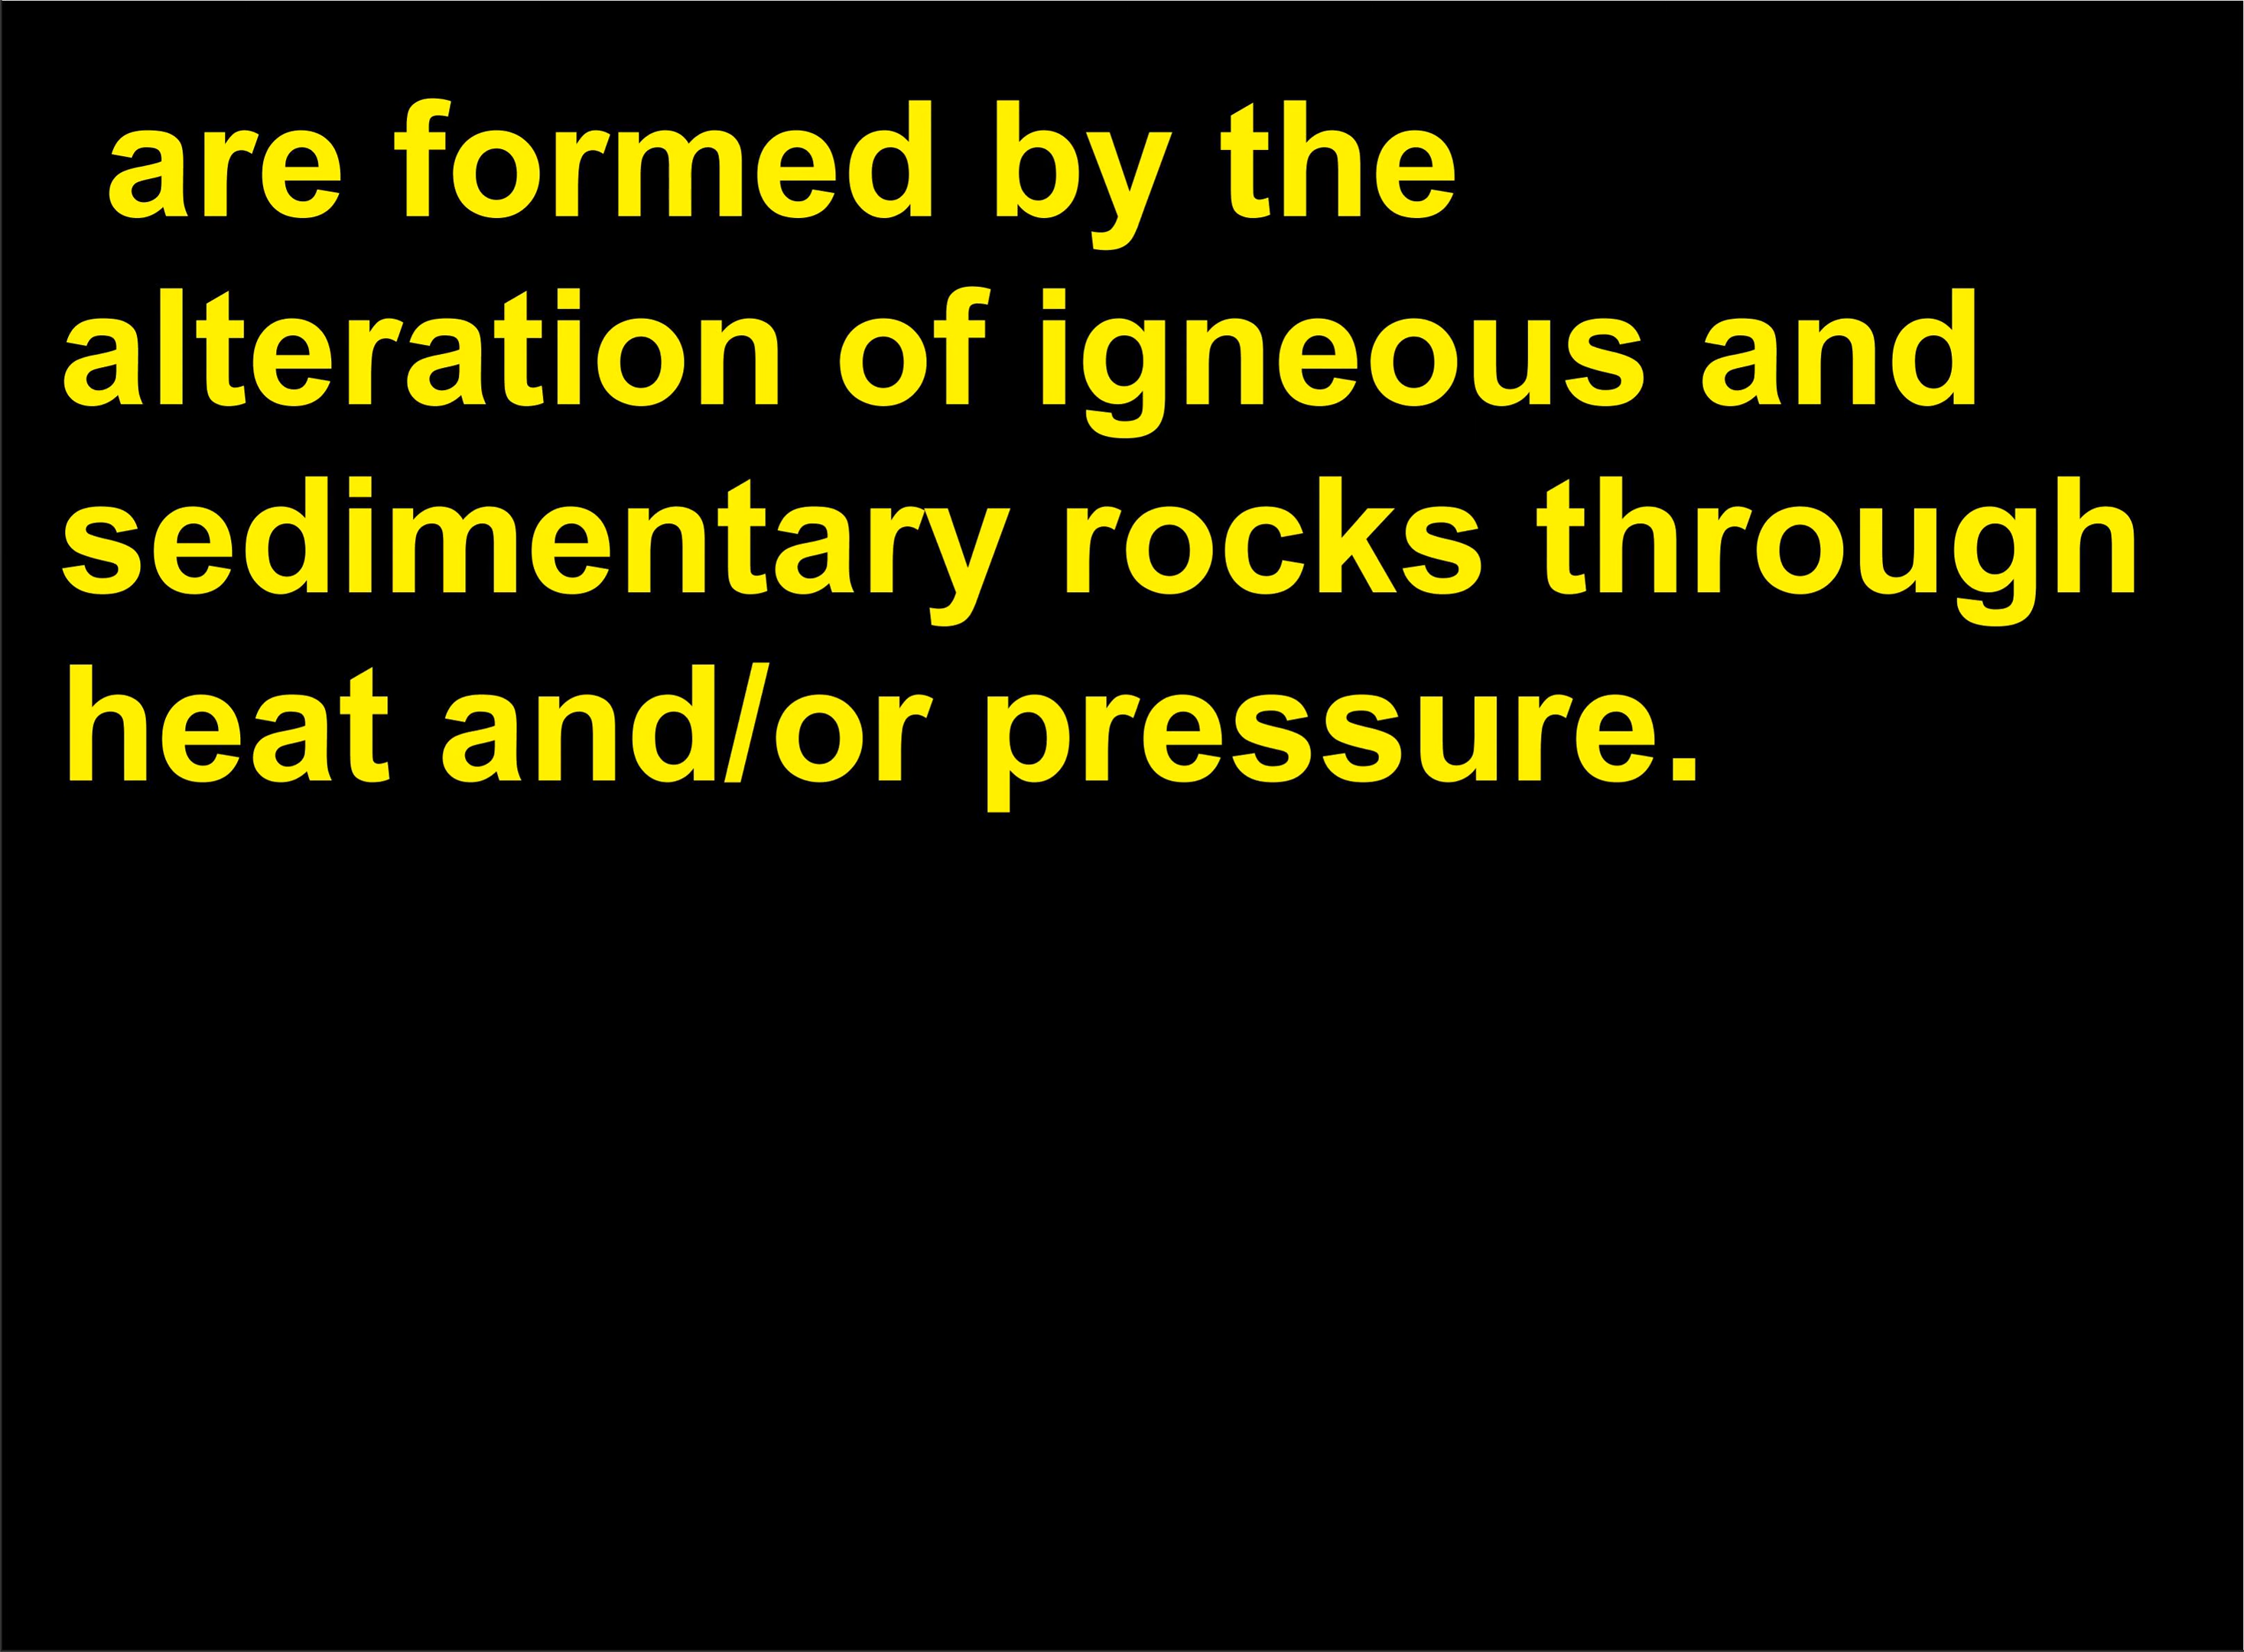 are formed by the
alteration of igneous and
sedimentary rocks through
heat and/or pressure.